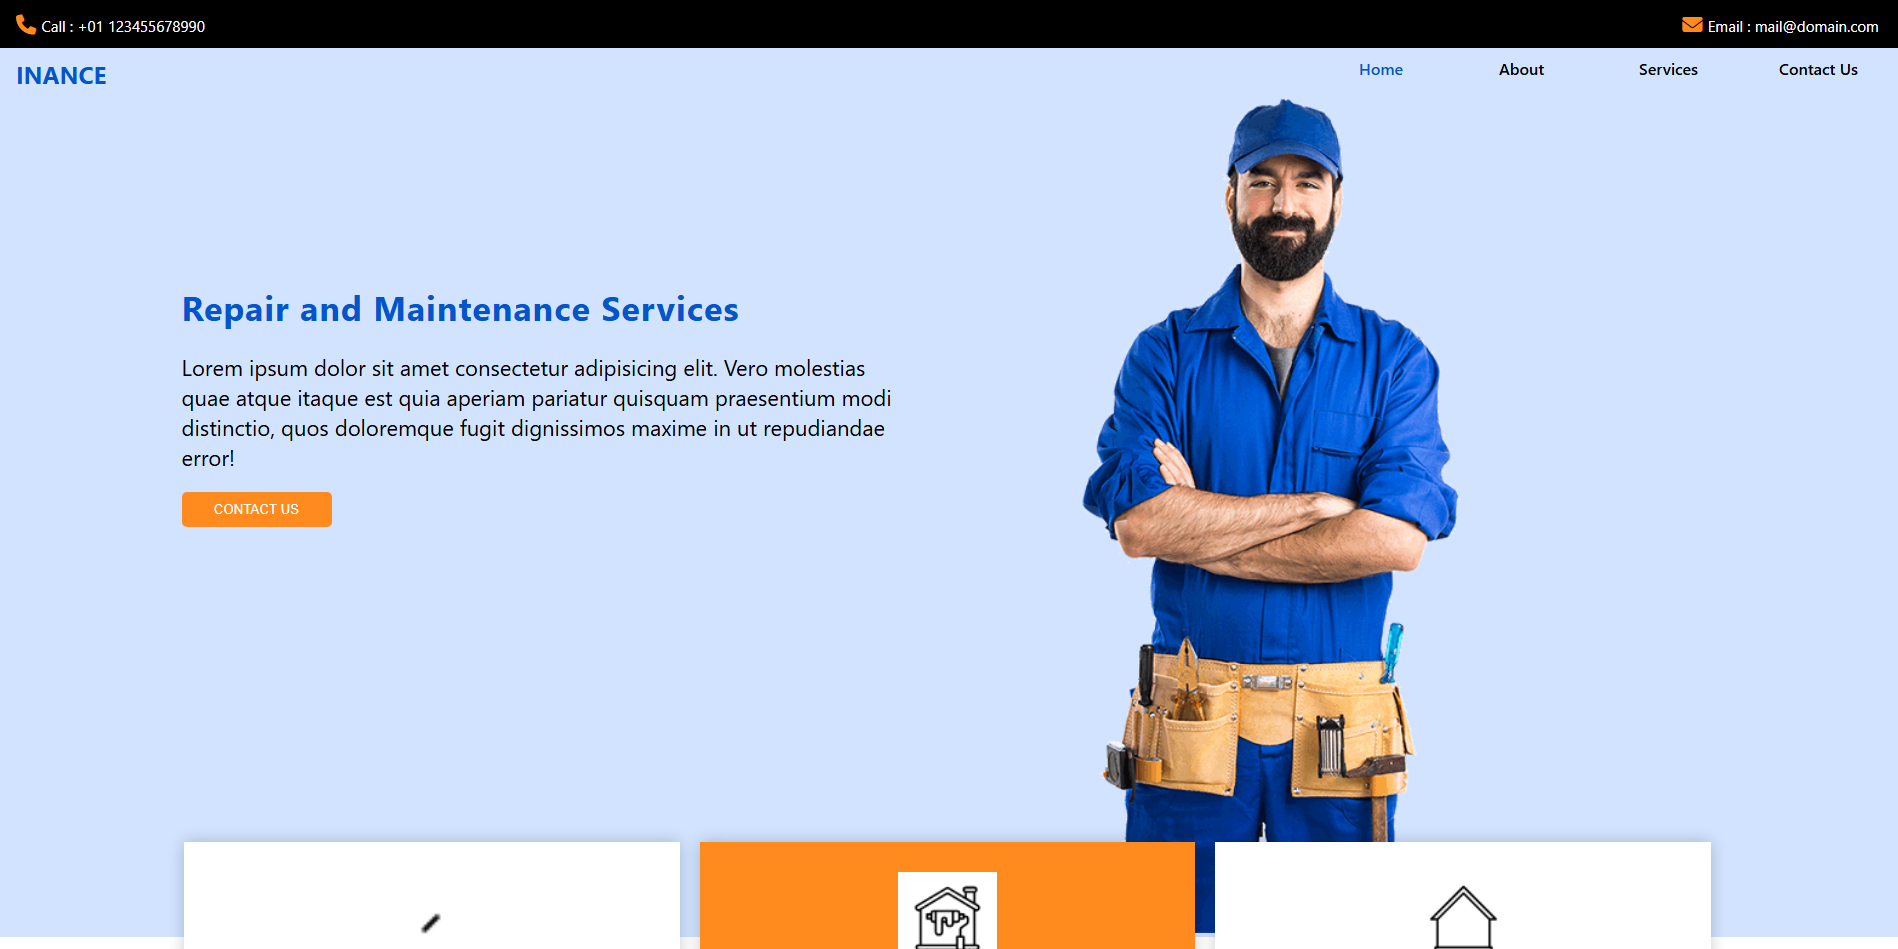 Call : +01 123455678990
Email : mail@domain.com
INANCE
Home
About
Services
Contact Us
Repair and Maintenance Services
Lorem ipsum dolor sit amet consectetur adipisicing elit. Vero molestias
quae atque itaque est quia aperiam pariatur quisquam praesentium modi
distinctio, quos doloremque fugit dignissimos maxime in ut repudiandae
error!
CONTACT US